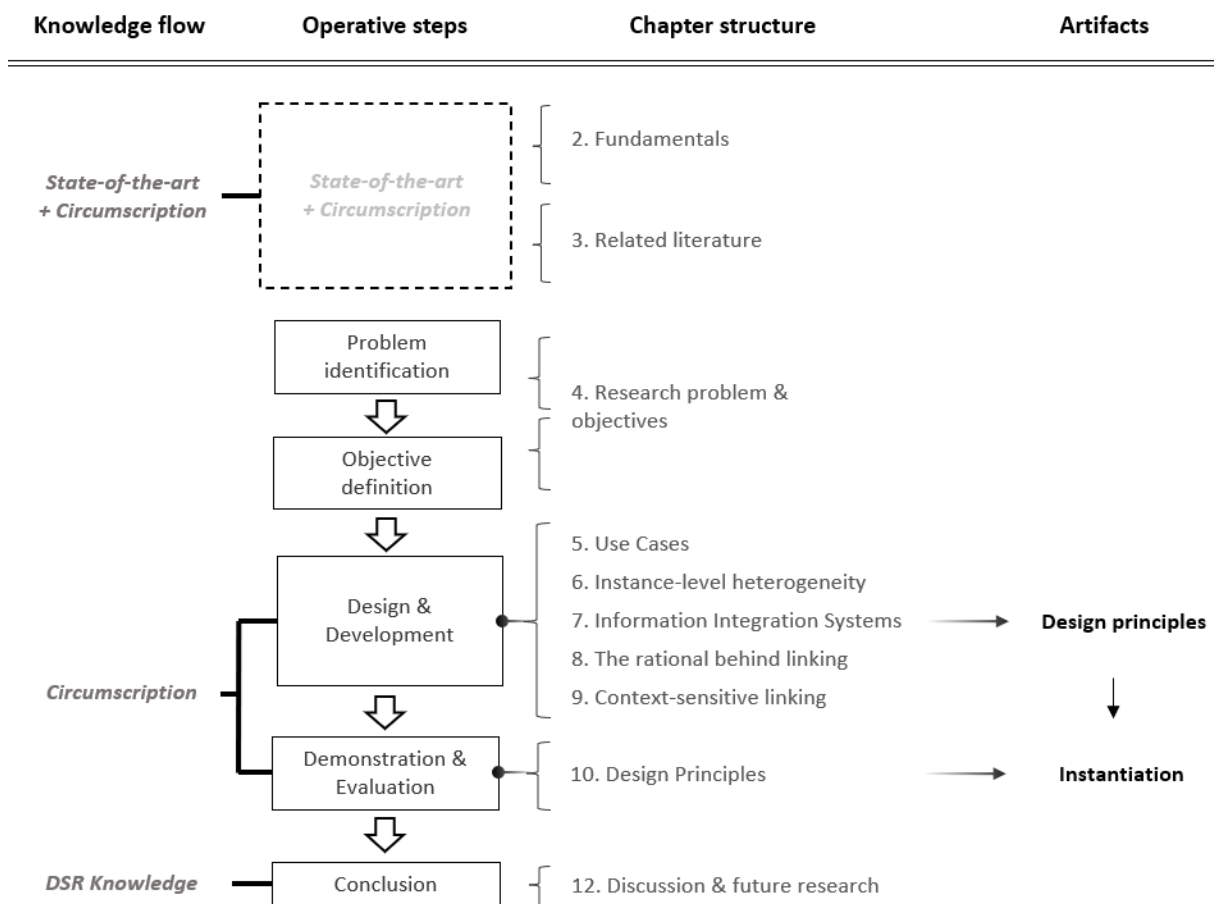 Knowledge flow
Operative steps
Chapter structure
Artifacts
State-of-the-art
+ Circumscription
State-of-the-art
+ Circumscription
2. Fundamentals
3. Related literature
Problem
identification
4. Research problem &
objectives
Objective
definition
Design &
Development
5. Use Cases
6. Instance-level heterogeneity
7. Information Integration Systems
8. The rational behind linking
9. Context-sensitive linking
Design principles
Circumscription
Demonstration &
Evaluation
10. Design Principles
Instantiation
DSR Knowledge
Conclusion
12. Discussion & future research